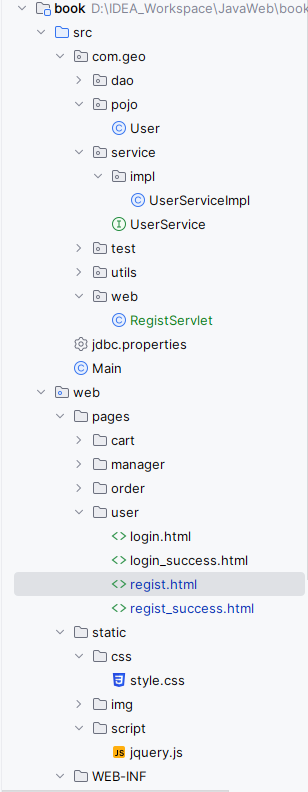 book D:\IDEA_Workspace\JavaWeb\book
src
com.geo
dao
pojo
User
service
impl
UserServiceImpl
UserService
test
utils
web
RegistServlet
jdbc.properties
Main
web
pages
cart
manager
order
user
login.html
login_success.html
regist.html
regist_success.html
static
css
style.css
img
script
jquery.js
WEB-INF